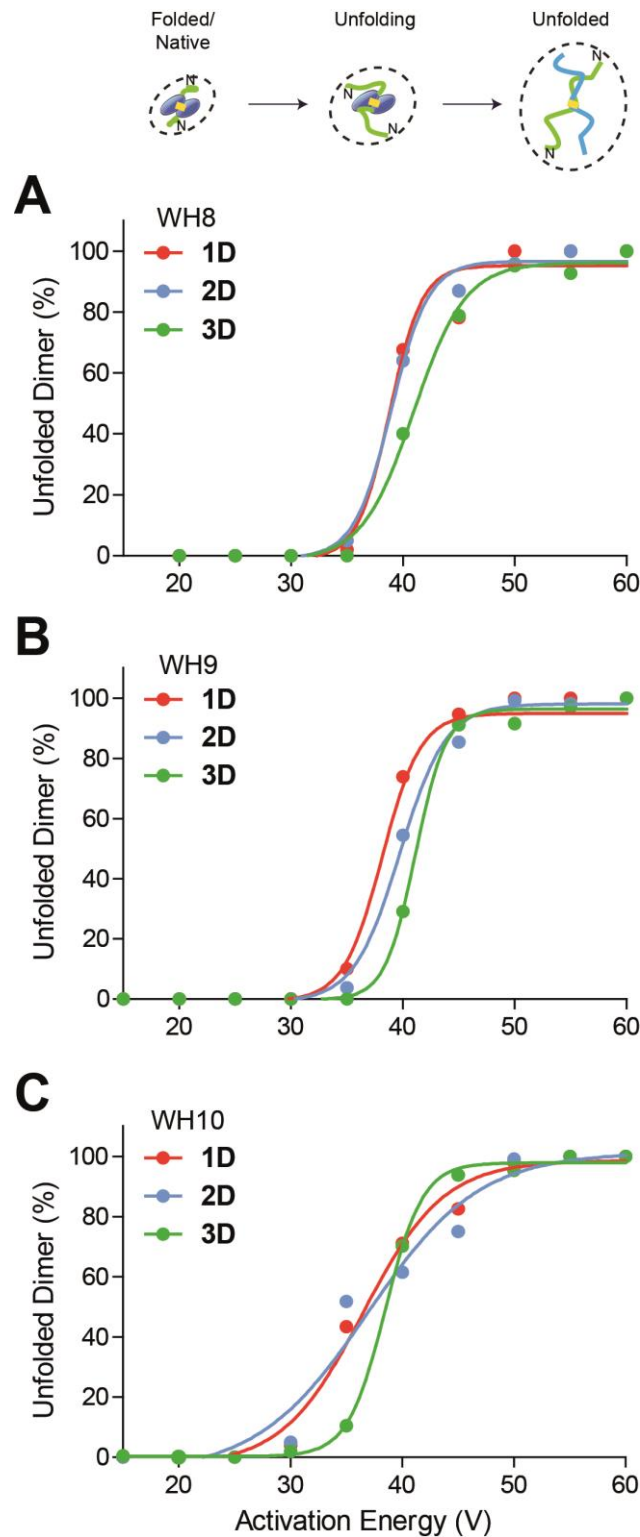 Folded/
Native
Unfolding
Unfolded
N
N
N
N
N
N
A
WH8
1D
2D
3D
Unfolded Dimer (%)
100
80
60
40
20
0
20 30 40 50 60
B
WH9
1D
2D
3D
Unfolded Dimer (%)
100
80
60
40
20
0
20 30 40 50 60
C
WH10
1D
2D
3D
Unfolded Dimer (%)
100
80
60
40
20
0
20 30 40 50 60
Activation Energy (V)